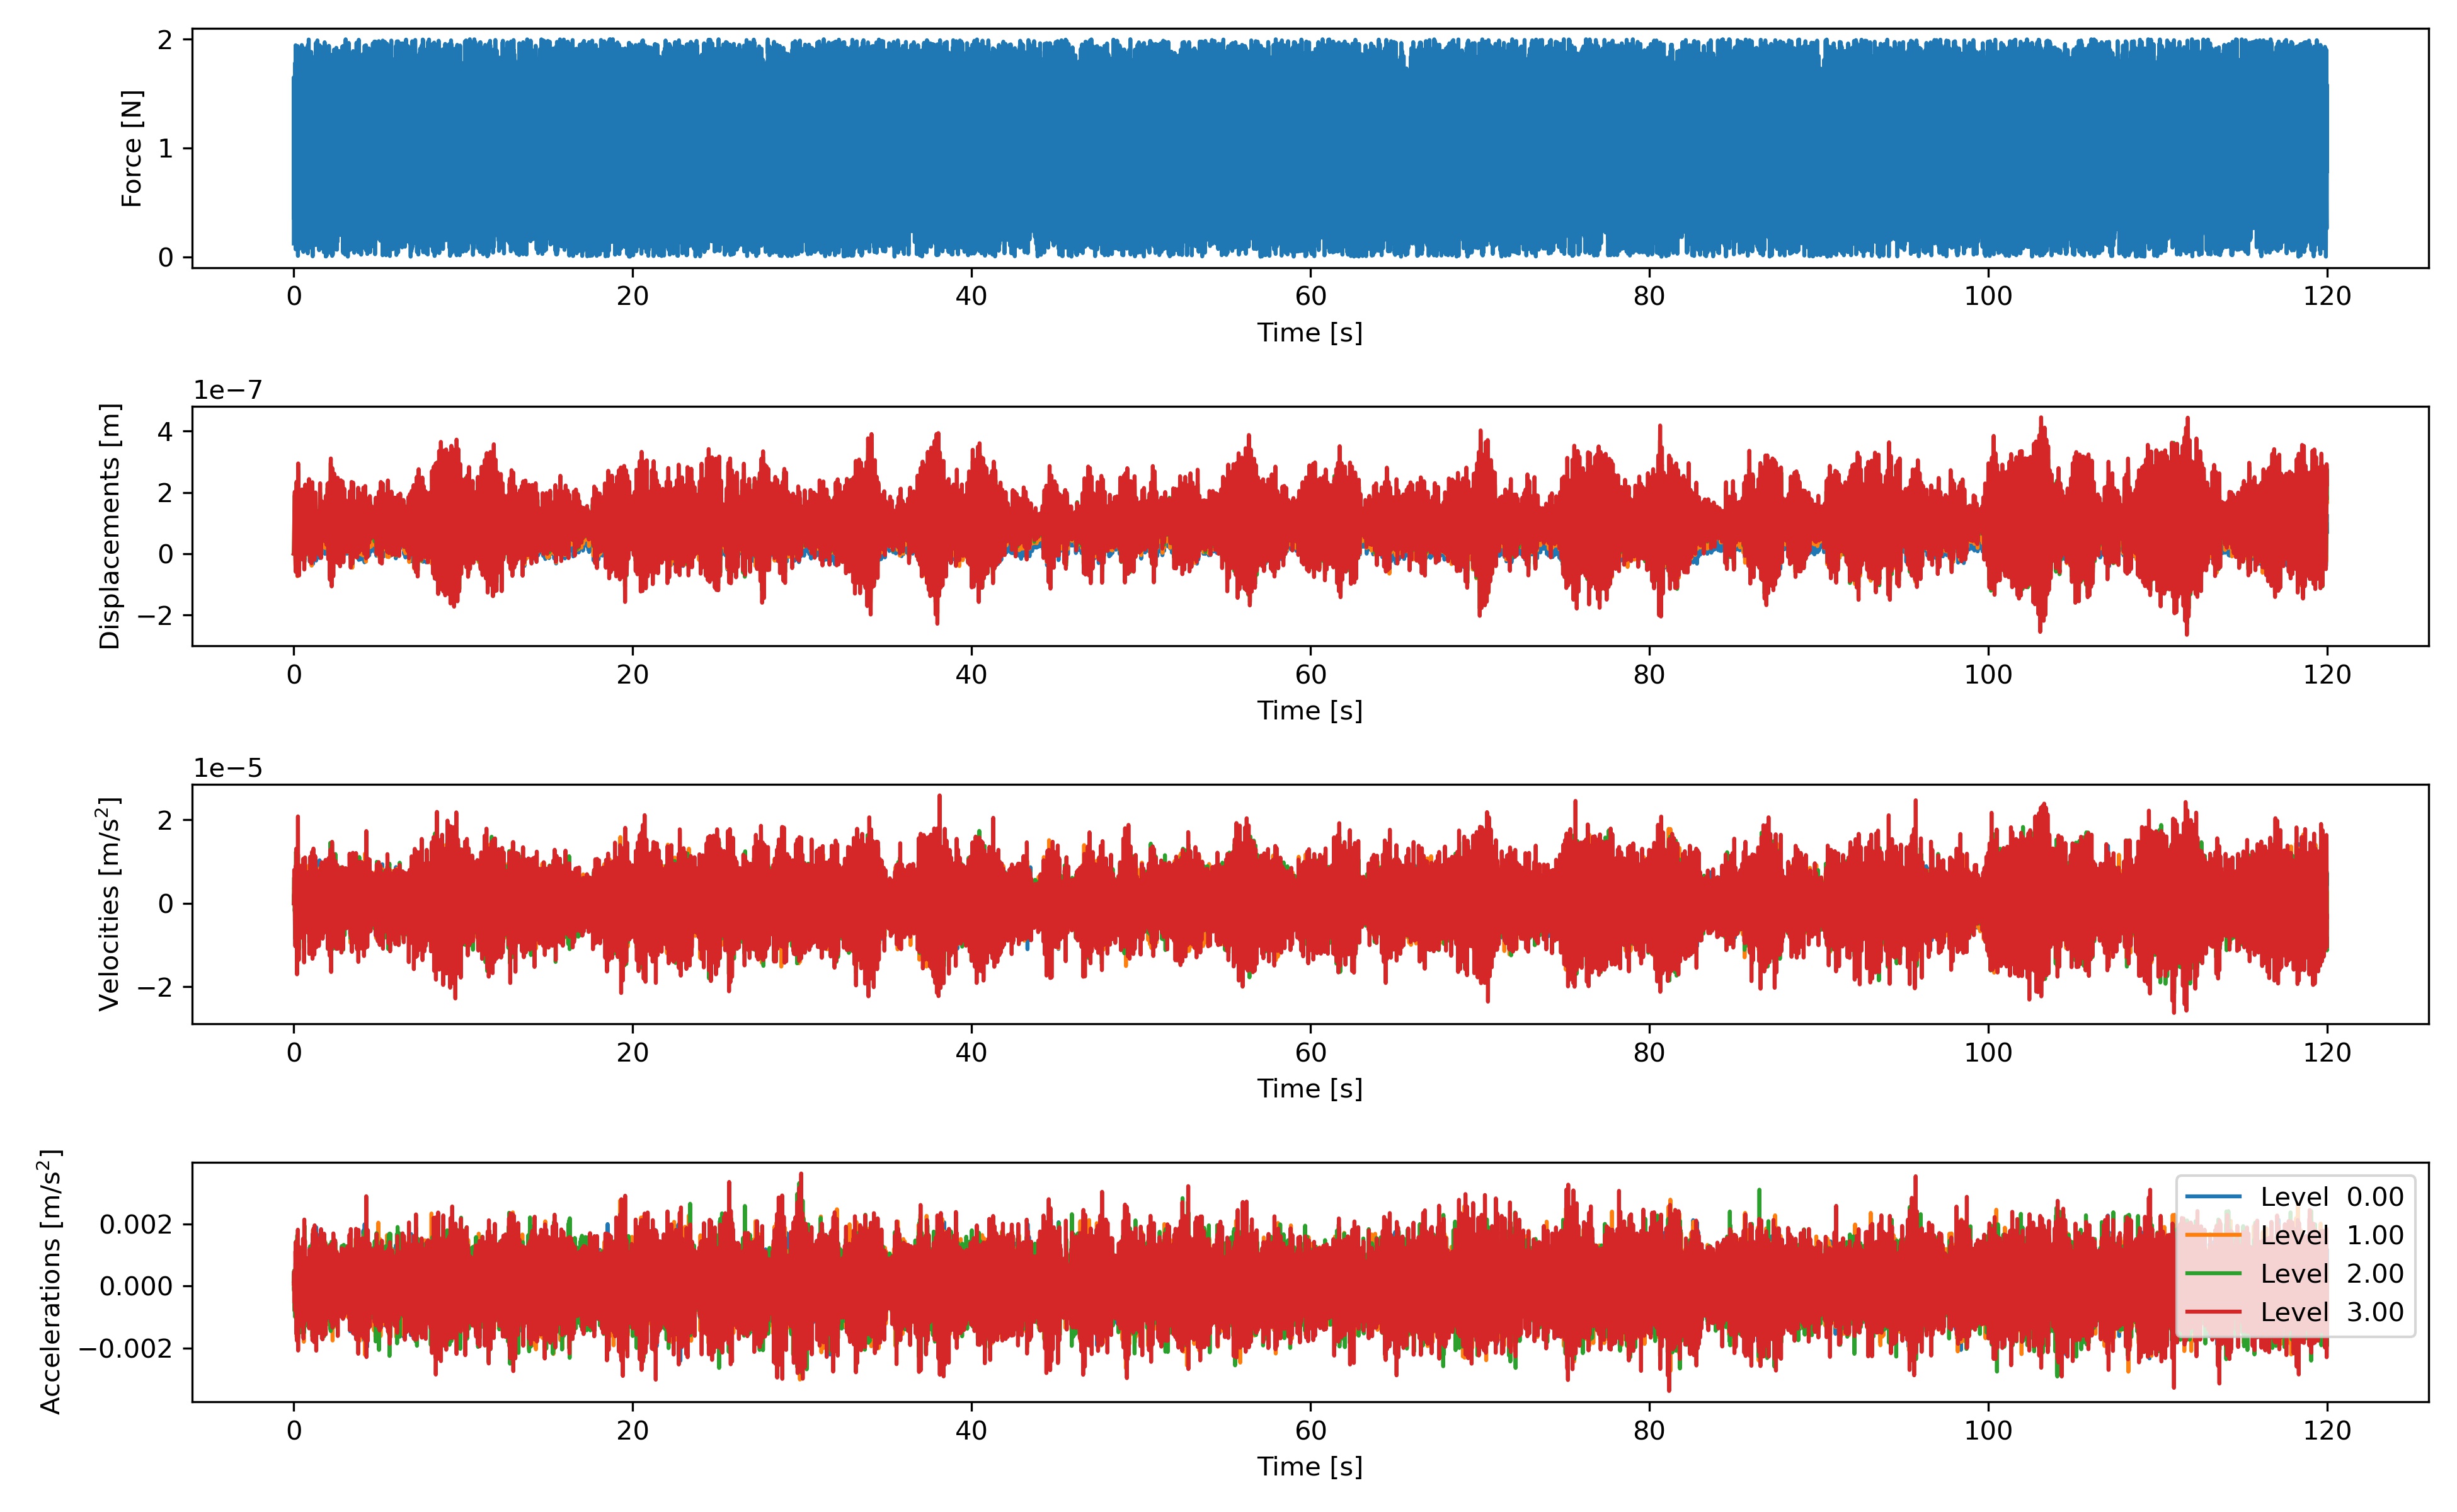 Force [N]
2
1
0
0 20 40 60 80 100 120
Time [s]
1e−7
Displacements [m]
4
2
0
−2
0 20 40 60 80 100 120
Time [s]
1e−5
Velocities [m/s²]
2
0
−2
0 20 40 60 80 100 120
Time [s]
Accelerations [m/s²]
0.002
0.000
−0.002
Level 0.00
Level 1.00
Level 2.00
Level 3.00
0 20 40 60 80 100 120
Time [s]